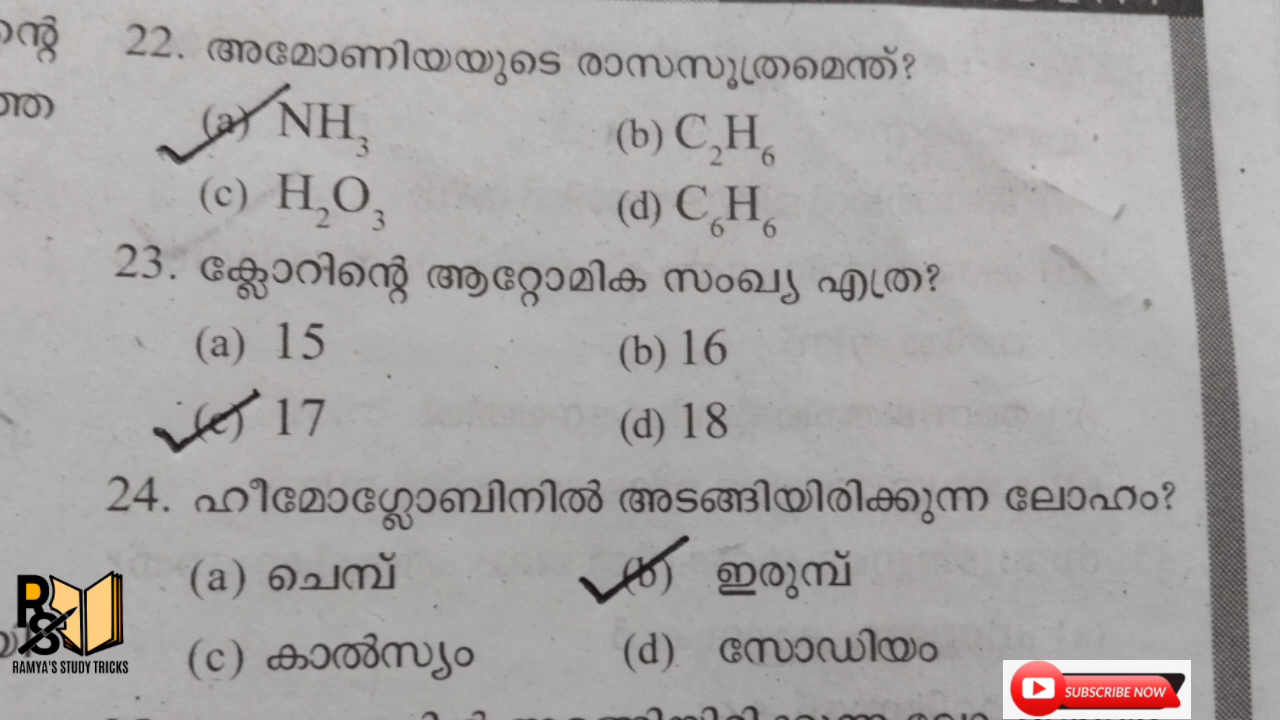 ന്റെ
ത്ത
22. അമോണിയയുടെ രാസസൂത്രമെന്ത്?
(a) NH₃ (b) C₂H₆
(c) H₂O₃ (d) C₆H₆
23. ക്ലോറിന്റെ ആറ്റോമിക സംഖ്യ എത്ര?
(a) 15 (b) 16
(c) 17 (d) 18
24. ഹീമോഗ്ലോബിനിൽ അടങ്ങിയിരിക്കുന്ന ലോഹം?
(a) ചെമ്പ് (b) ഇരുമ്പ്
(c) കാൽസ്യം (d) സോഡിയം
RS
RAMYA'S STUDY TRICKS
SUBSCRIBE NOW